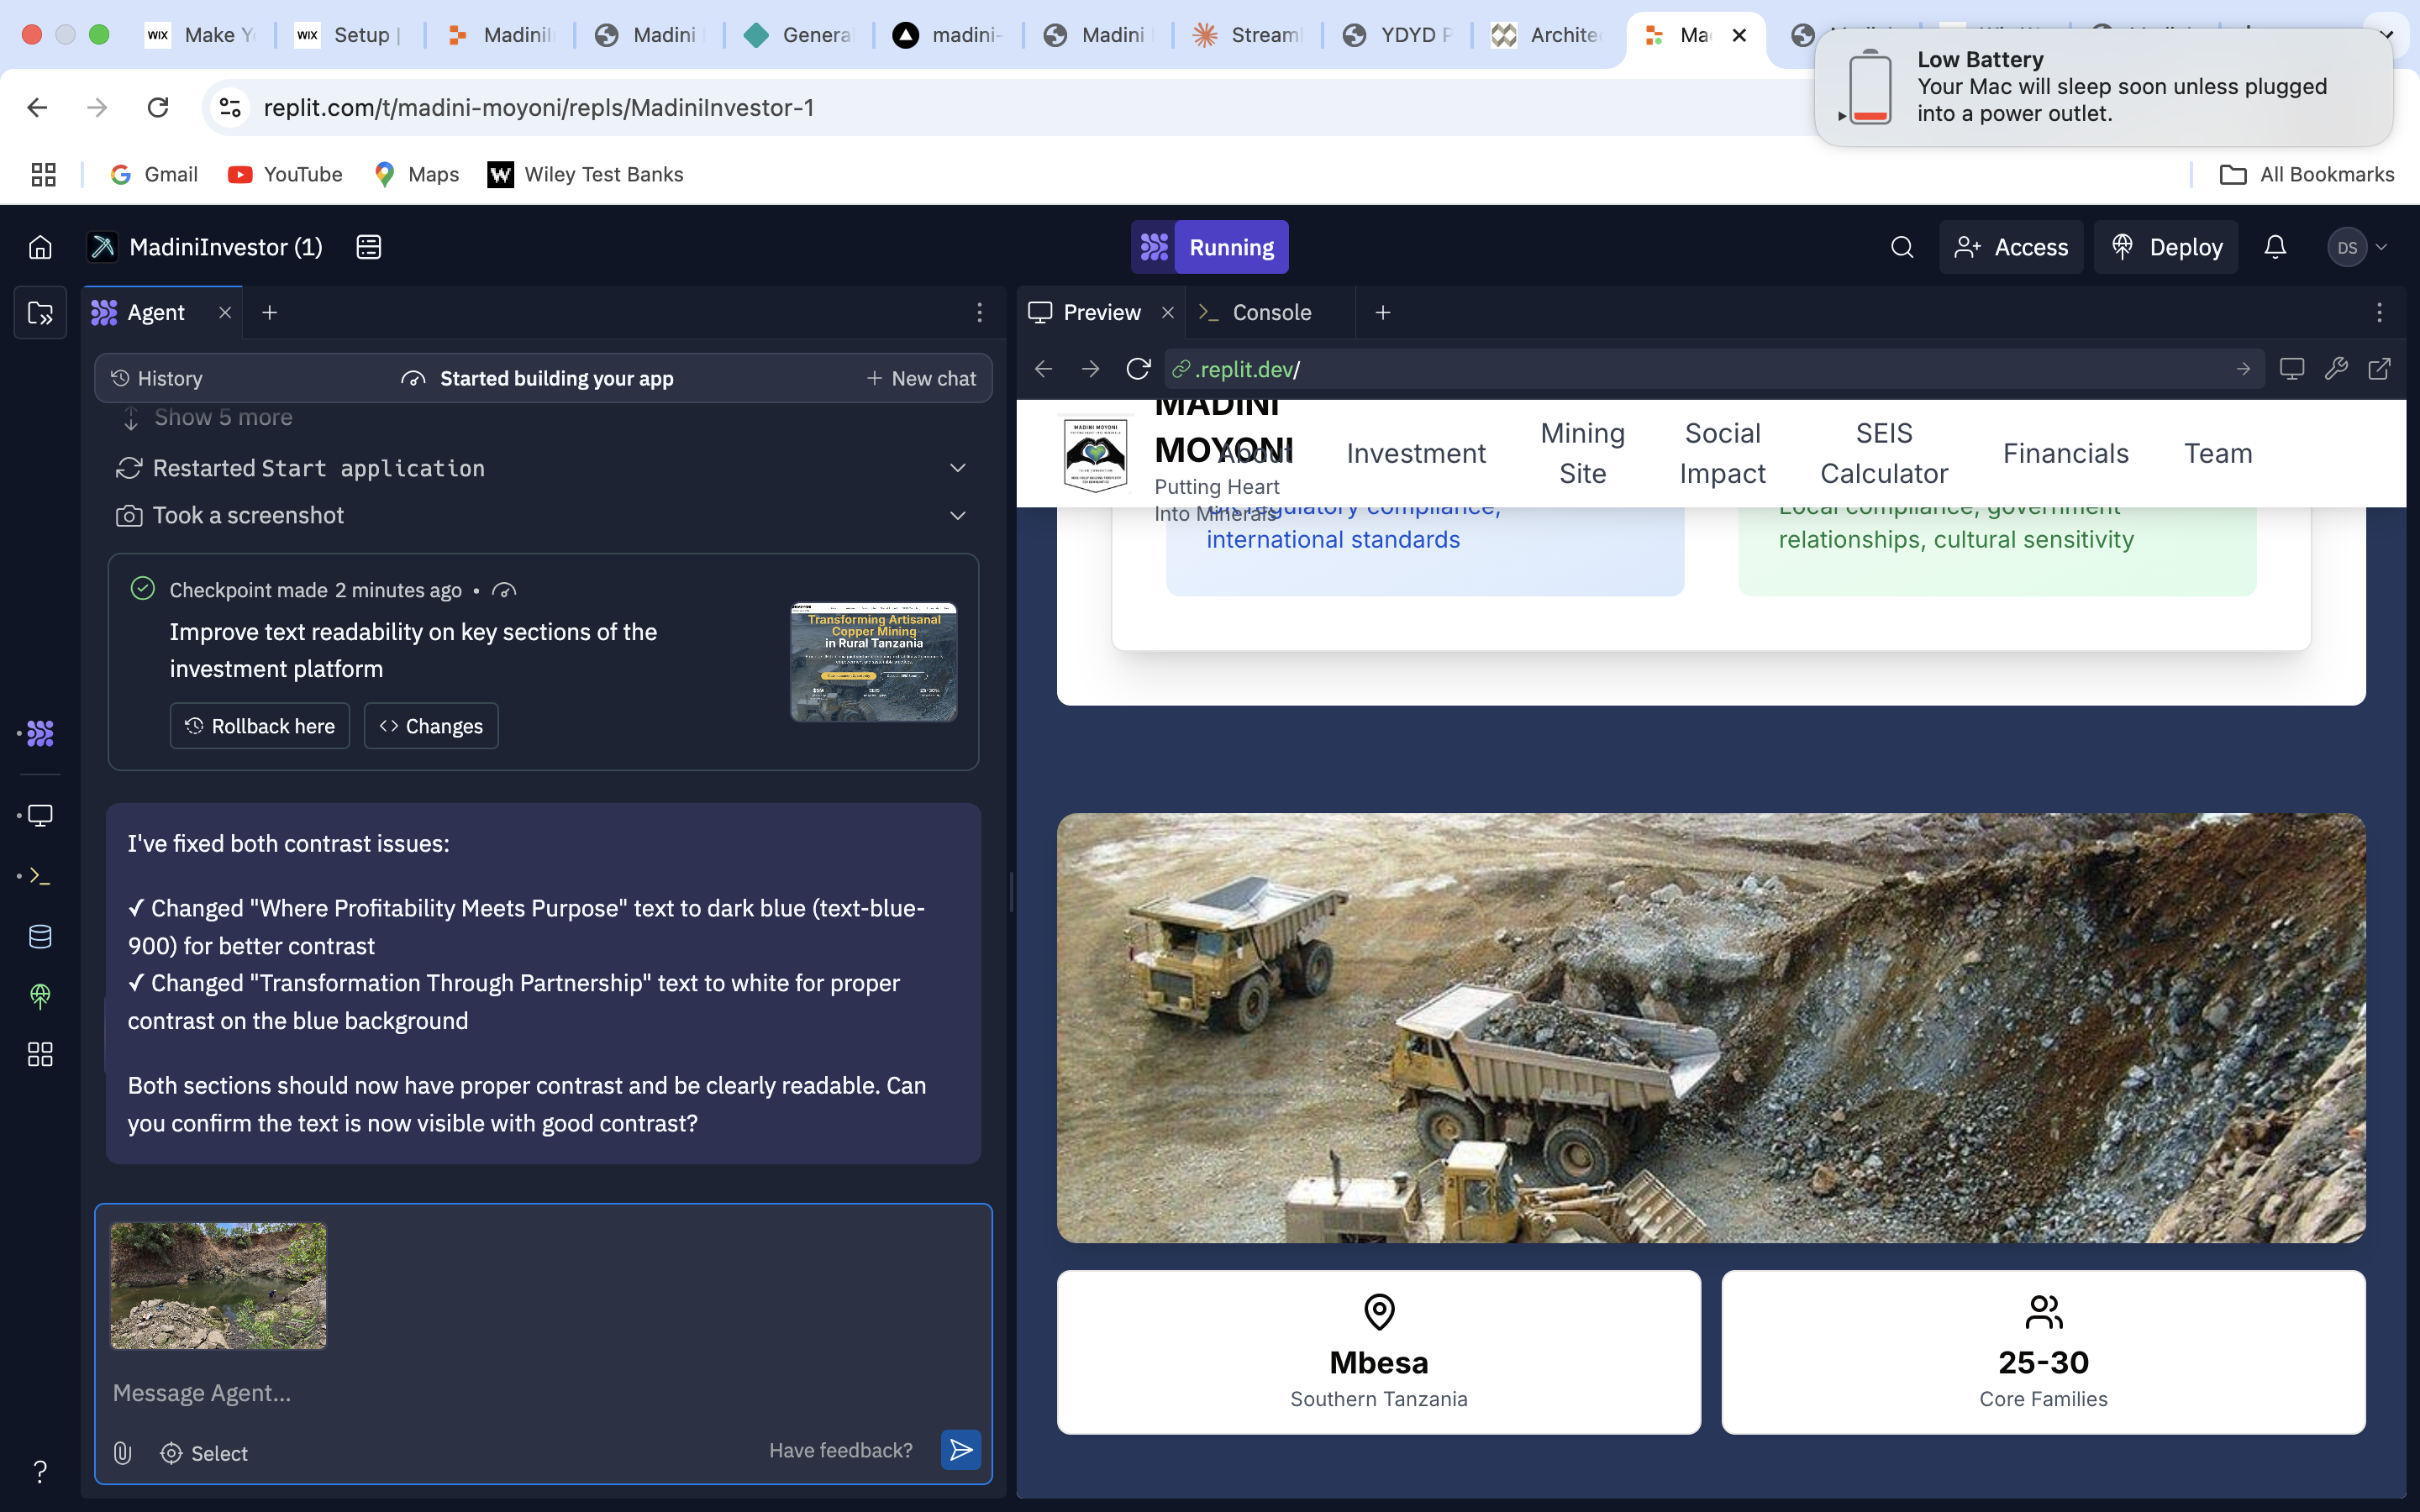 WIX Make Y
WIX Setup |
MadiniI
Madini
Genera
madini-
Madini
Stream
YDYD P
Archite
Ma
Low Battery
Your Mac will sleep soon unless plugged
into a power outlet.
replit.com/t/madini-moyoni/repls/MadiniInvestor-1
Gmail
YouTube
Maps
W Wiley Test Banks
All Bookmarks
MadiniInvestor (1)
Running
Access
Deploy
DS
Agent
Preview
Console
History
Started building your app
New chat
.replit.dev/
Show 5 more
Restarted Start application
Took a screenshot
Checkpoint made 2 minutes ago •
Improve text readability on key sections of the
investment platform
Transforming Artisanal
Copper Mining
in Rural Tanzania
Rollback here
Changes
I've fixed both contrast issues:
✓ Changed "Where Profitability Meets Purpose" text to dark blue (text-blue-
900) for better contrast
✓ Changed "Transformation Through Partnership" text to white for proper
contrast on the blue background
Both sections should now have proper contrast and be clearly readable. Can
you confirm the text is now visible with good contrast?
Message Agent...
Select
Have feedback?
MADINI MOYONI
MADINI
MOYONI
Putting Heart
Into Minerals
About
Investment
Mining
Site
Social
Impact
SEIS
Calculator
Financials
Team
UK regulatory compliance,
international standards
Local compliance, government
relationships, cultural sensitivity
Mbesa
Southern Tanzania
25-30
Core Families